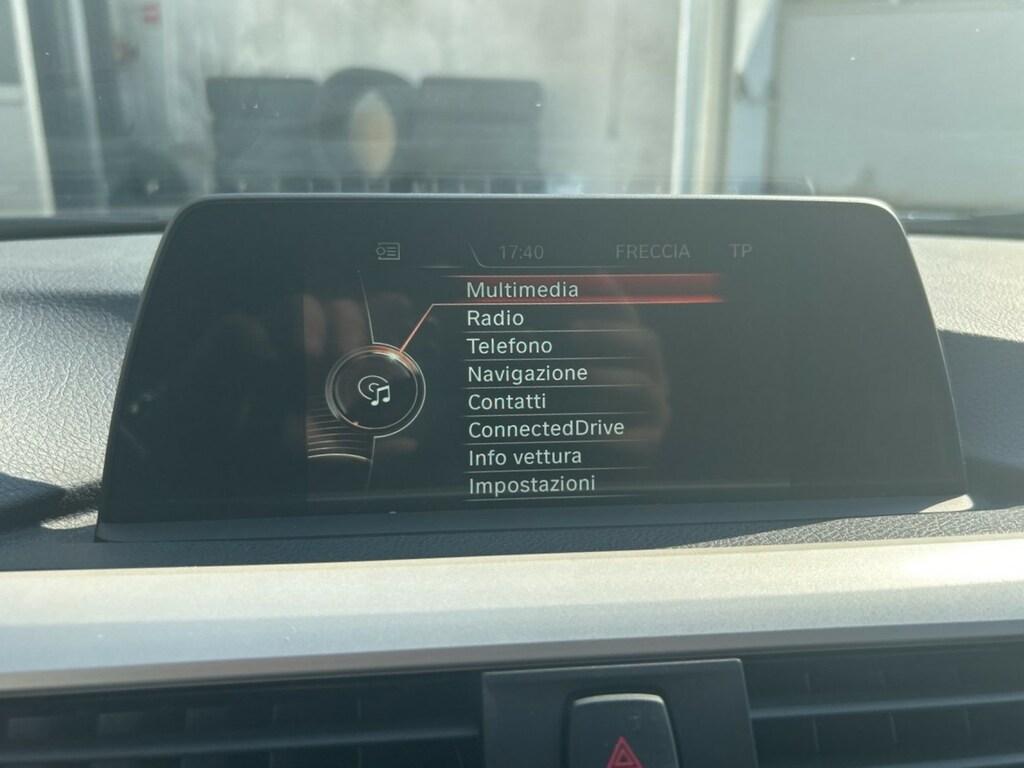 17:40 FRECCIA TP
Multimedia
Radio
Telefono
Navigazione
Contatti
ConnectedDrive
Info vettura
Impostazioni